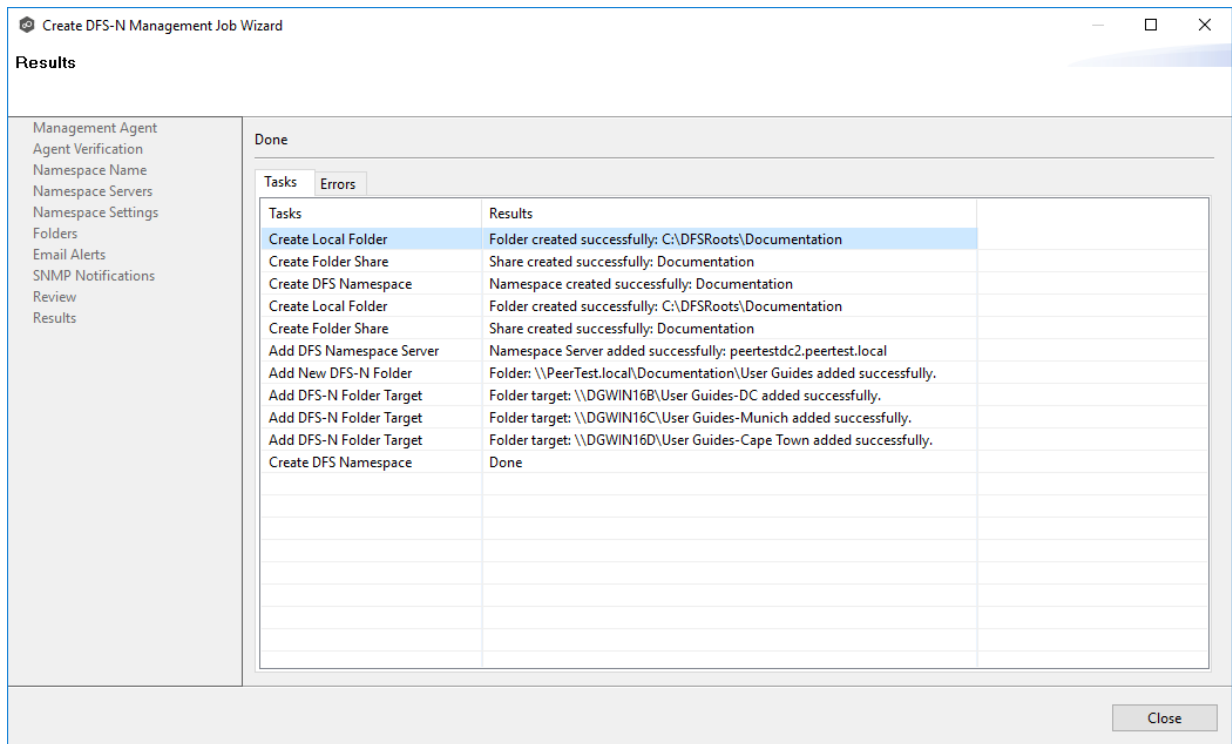 Create DFS-N Management Job Wizard
Results
Management Agent
Agent Verification
Namespace Name
Namespace Servers
Namespace Settings
Folders
Email Alerts
SNMP Notifications
Review
Results
Done
Tasks Errors
Tasks Results
Create Local Folder Folder created successfully: C:\DFSRoots\Documentation
Create Folder Share Share created successfully: Documentation
Create DFS Namespace Namespace created successfully: Documentation
Create Local Folder Folder created successfully: C:\DFSRoots\Documentation
Create Folder Share Share created successfully: Documentation
Add DFS Namespace Server Namespace Server added successfully: peertestdc2.peertest.local
Add New DFS-N Folder Folder: \\PeerTest.local\Documentation\User Guides added successfully.
Add DFS-N Folder Target Folder target: \\DGWIN16B\User Guides-DC added successfully.
Add DFS-N Folder Target Folder target: \\DGWIN16C\User Guides-Munich added successfully.
Add DFS-N Folder Target Folder target: \\DGWIN16D\User Guides-Cape Town added successfully.
Create DFS Namespace Done
Close